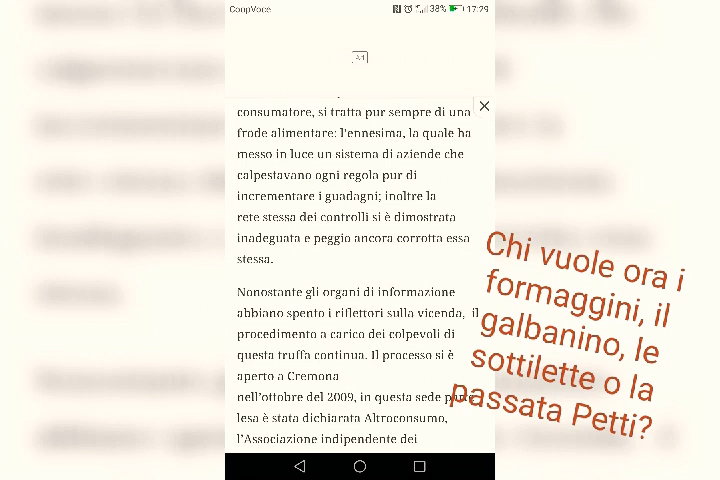 CoopVoce
38%
17:29
Ad
consumatore, si tratta pur sempre di una
frode alimentare: l'ennesima, la quale ha
messo in luce un sistema di aziende che
calpestavano ogni regola pur di
incrementare i guadagni; inoltre la
rete stessa dei controlli si è dimostrata
inadeguata e peggio ancora corrotta essa
stessa.
Nonostante gli organi di informazione
abbiano spento i riflettori sulla vicenda, il
procedimento a carico dei colpevoli di
questa truffa continua. Il processo si è
aperto a Cremona
nell'ottobre del 2009, in questa sede parte
lesa è stata dichiarata Altroconsumo,
l'Associazione indipendente dei
Chi vuole ora i
formaggini, il
galbanino, le
sottilette o la
passata Petti?